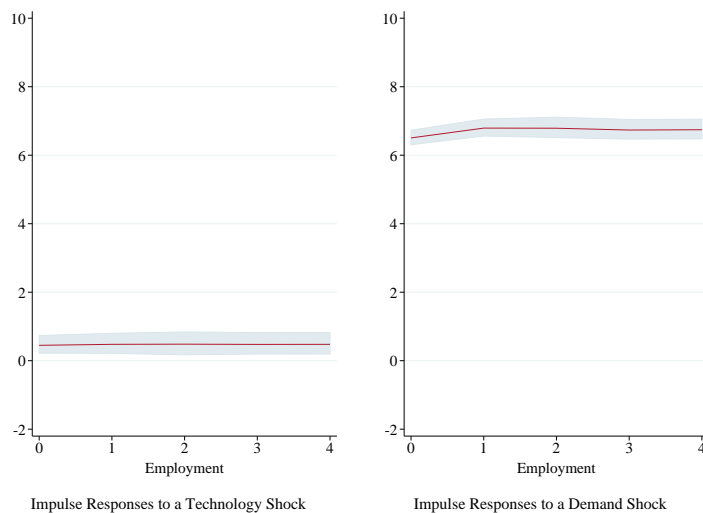 10
8
6
4
2
0
-2
0 1 2 3 4
Employment
Impulse Responses to a Technology Shock
10
8
6
4
2
0
-2
0 1 2 3 4
Employment
Impulse Responses to a Demand Shock